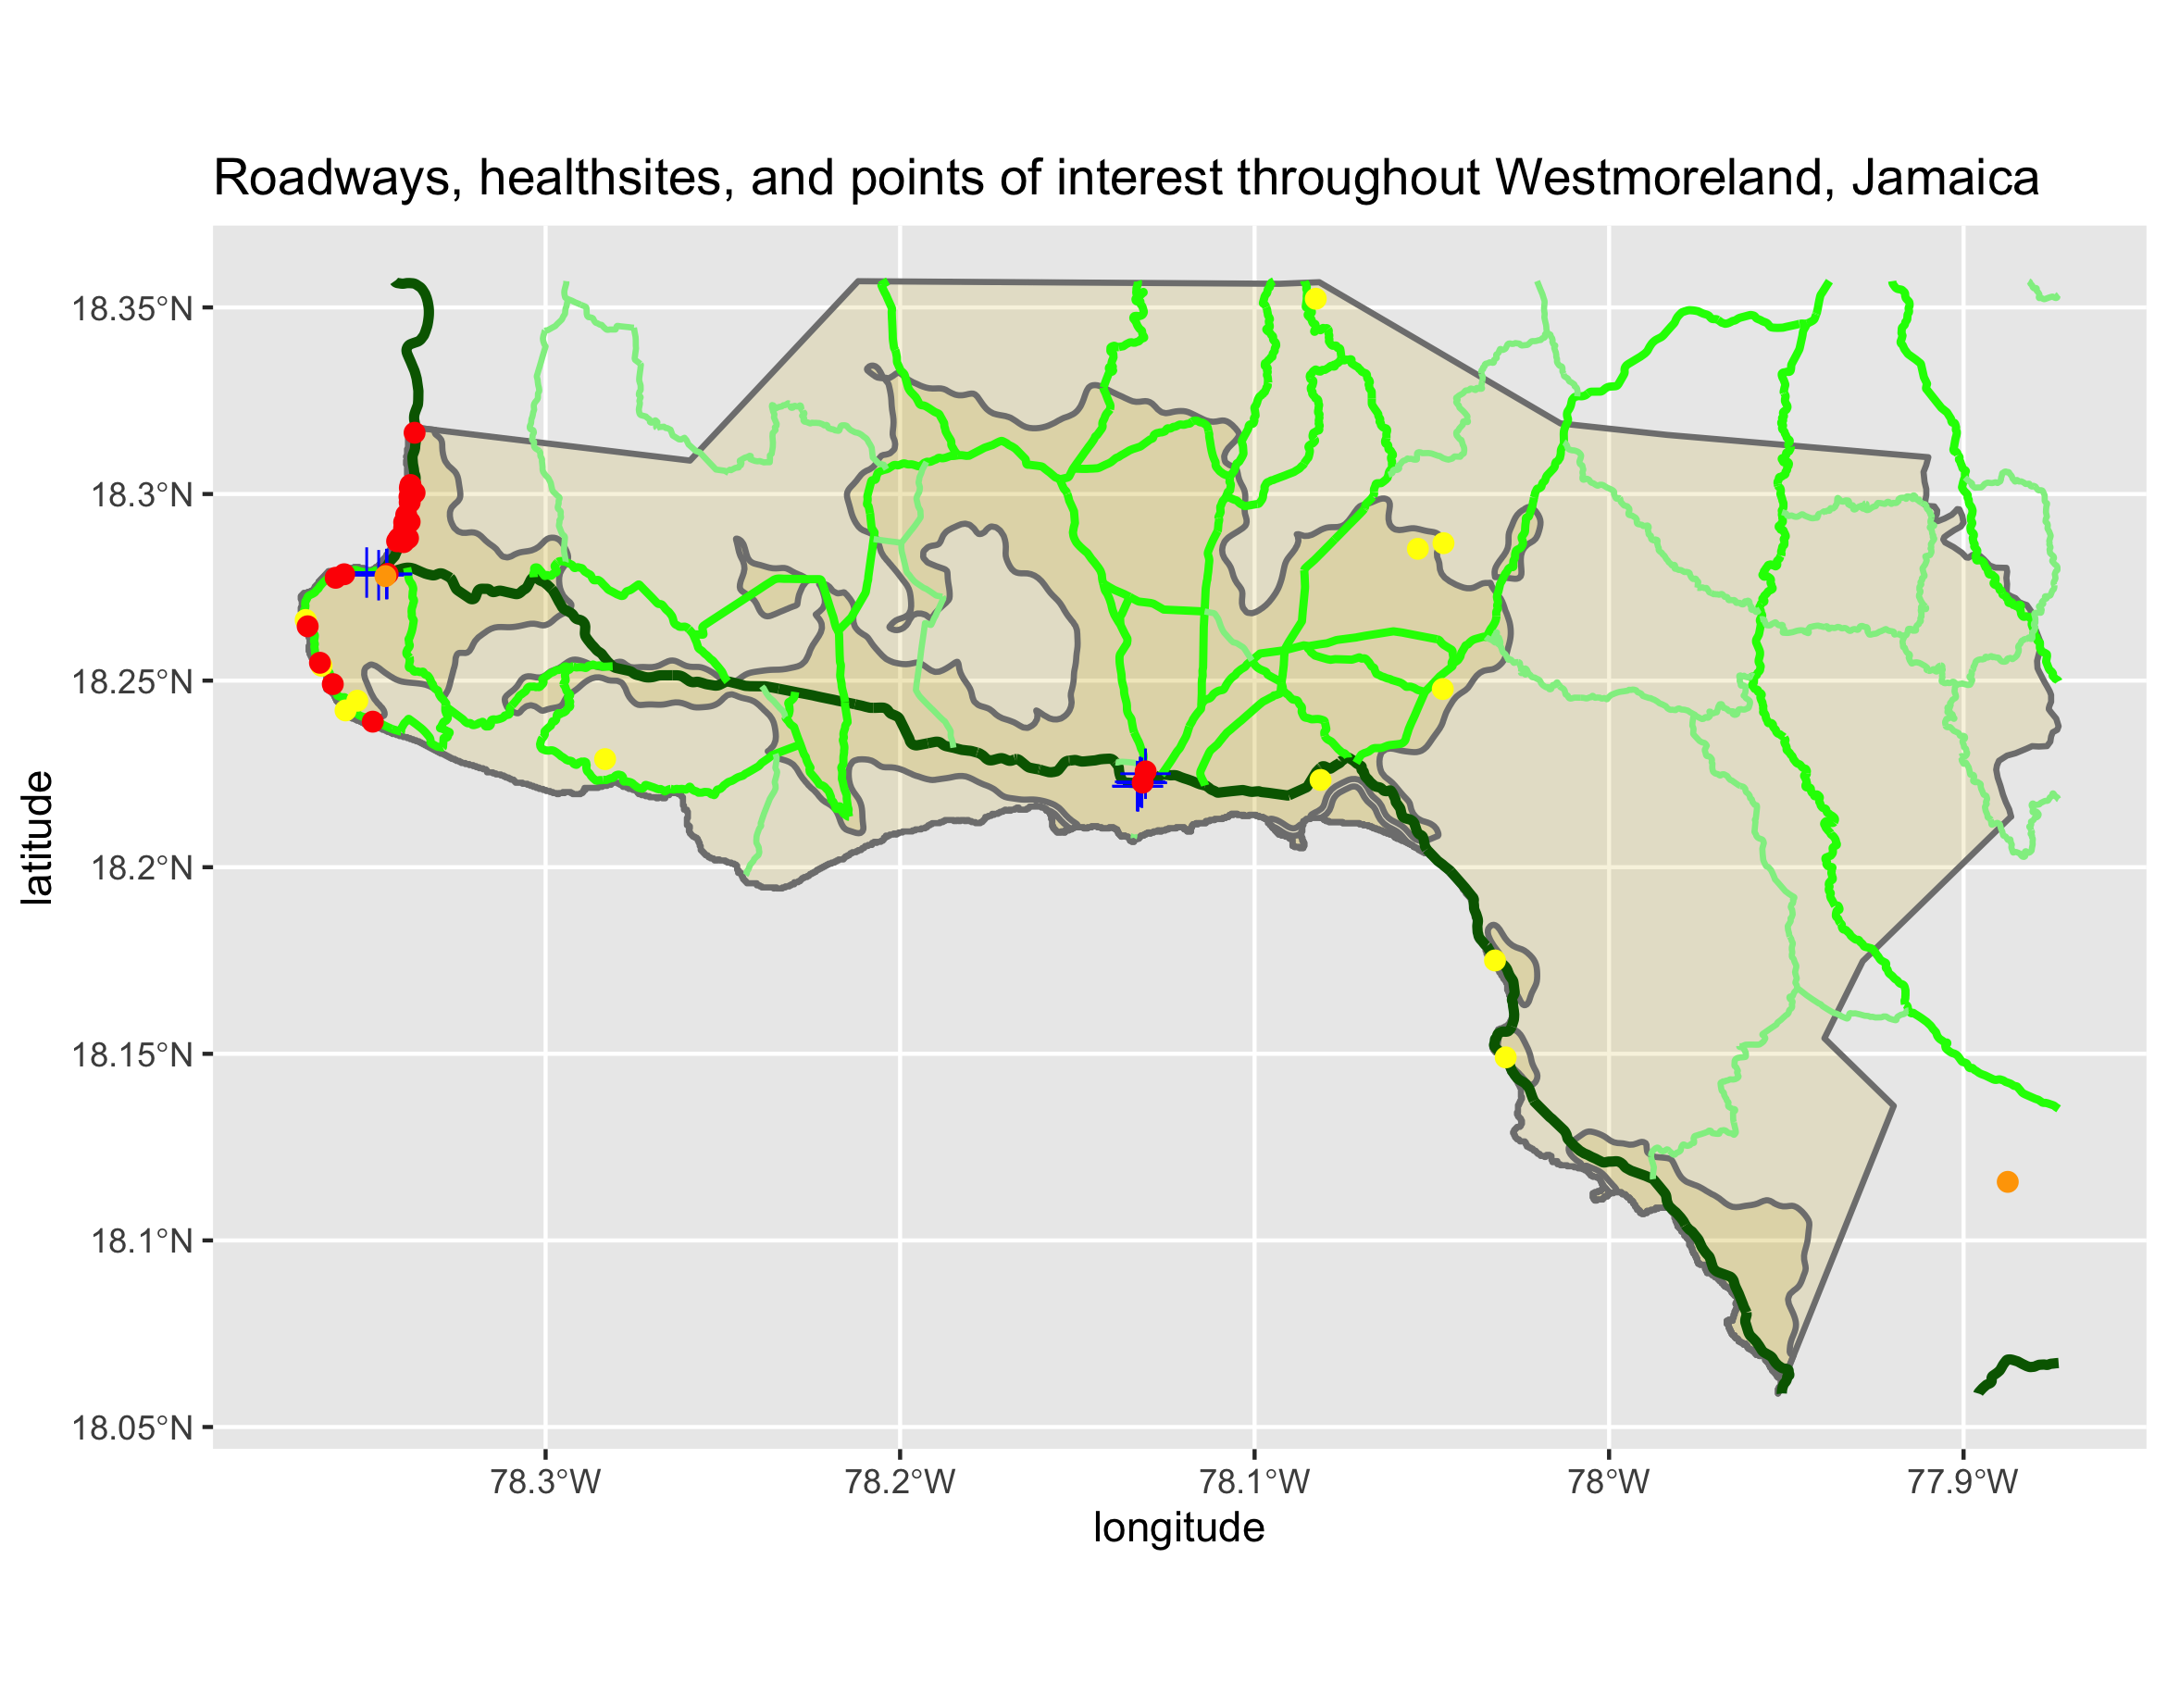 Roadways, healthsites, and points of interest throughout Westmoreland, Jamaica
18.35°N
18.3°N
18.25°N
18.2°N
18.15°N
18.1°N
18.05°N
latitude
78.3°W
78.2°W
78.1°W
78°W
77.9°W
longitude